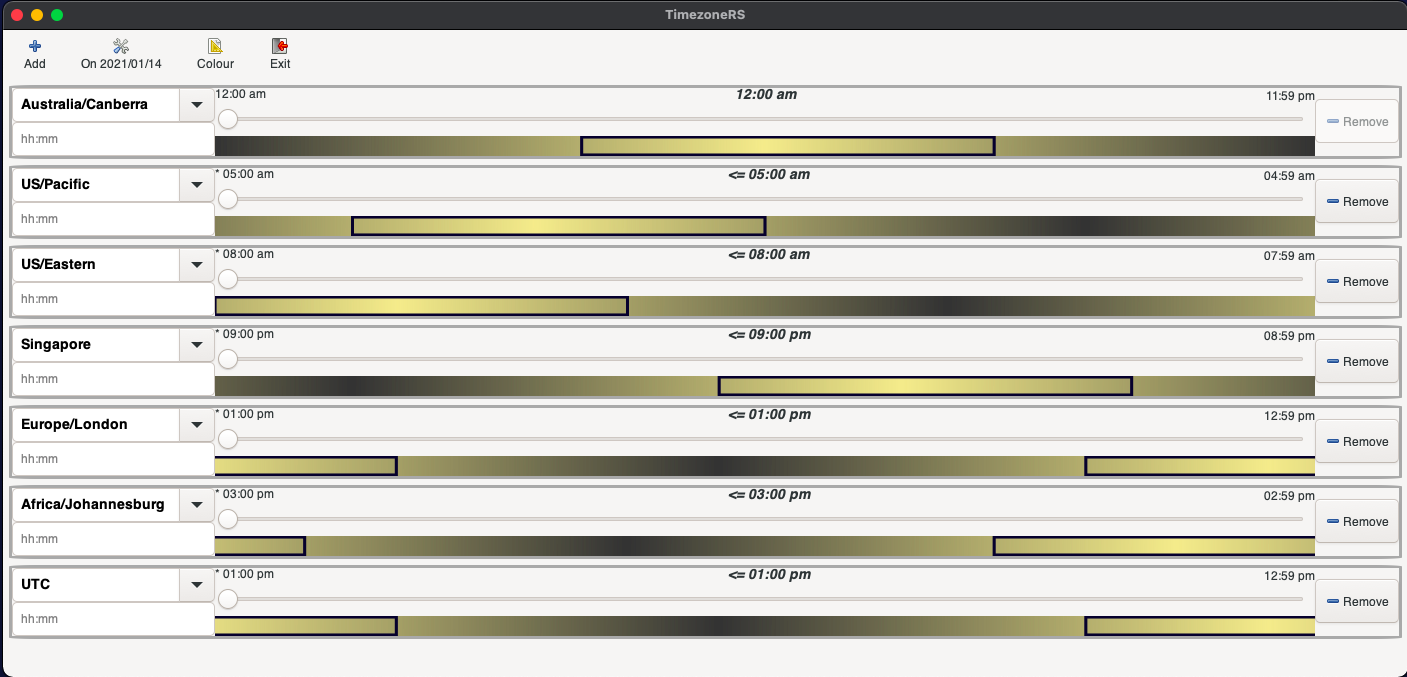 TimezoneRS
Add On 2021/01/14 Colour Exit
Australia/Canberra 12:00 am 12:00 am 11:59 pm
hh:mm Remove
US/Pacific * 05:00 am <= 05:00 am 04:59 am
hh:mm Remove
US/Eastern * 08:00 am <= 08:00 am 07:59 am
hh:mm Remove
Singapore * 09:00 pm <= 09:00 pm 08:59 pm
hh:mm Remove
Europe/London * 01:00 pm <= 01:00 pm 12:59 pm
hh:mm Remove
Africa/Johannesburg * 03:00 pm <= 03:00 pm 02:59 pm
hh:mm Remove
UTC * 01:00 pm <= 01:00 pm 12:59 pm
hh:mm Remove